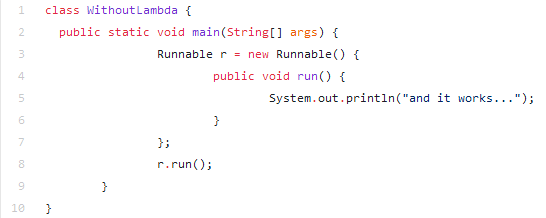 1 class WithoutLambda {
2 public static void main(String[] args) {
3 Runnable r = new Runnable() {
4 public void run() {
5 System.out.println("and it works...");
6 }
7 };
8 r.run();
9 }
10 }